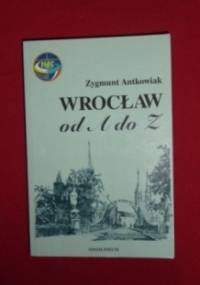 Zygmunt Antkowiak
WROCŁAW
od A do Z